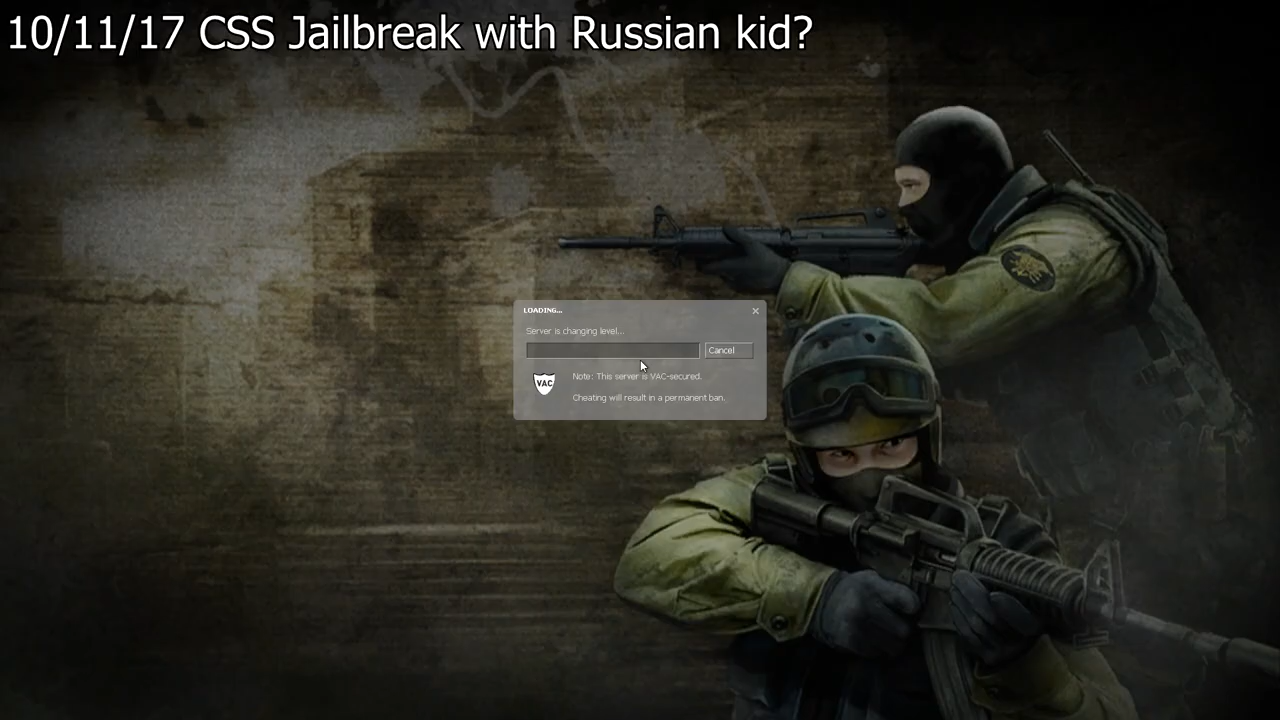 10/11/17 CSS Jailbreak with Russian kid?
LOADING...
Server is changing level...
Cancel
VAC
Note: This server is VAC-secured.
Cheating will result in a permanent ban.